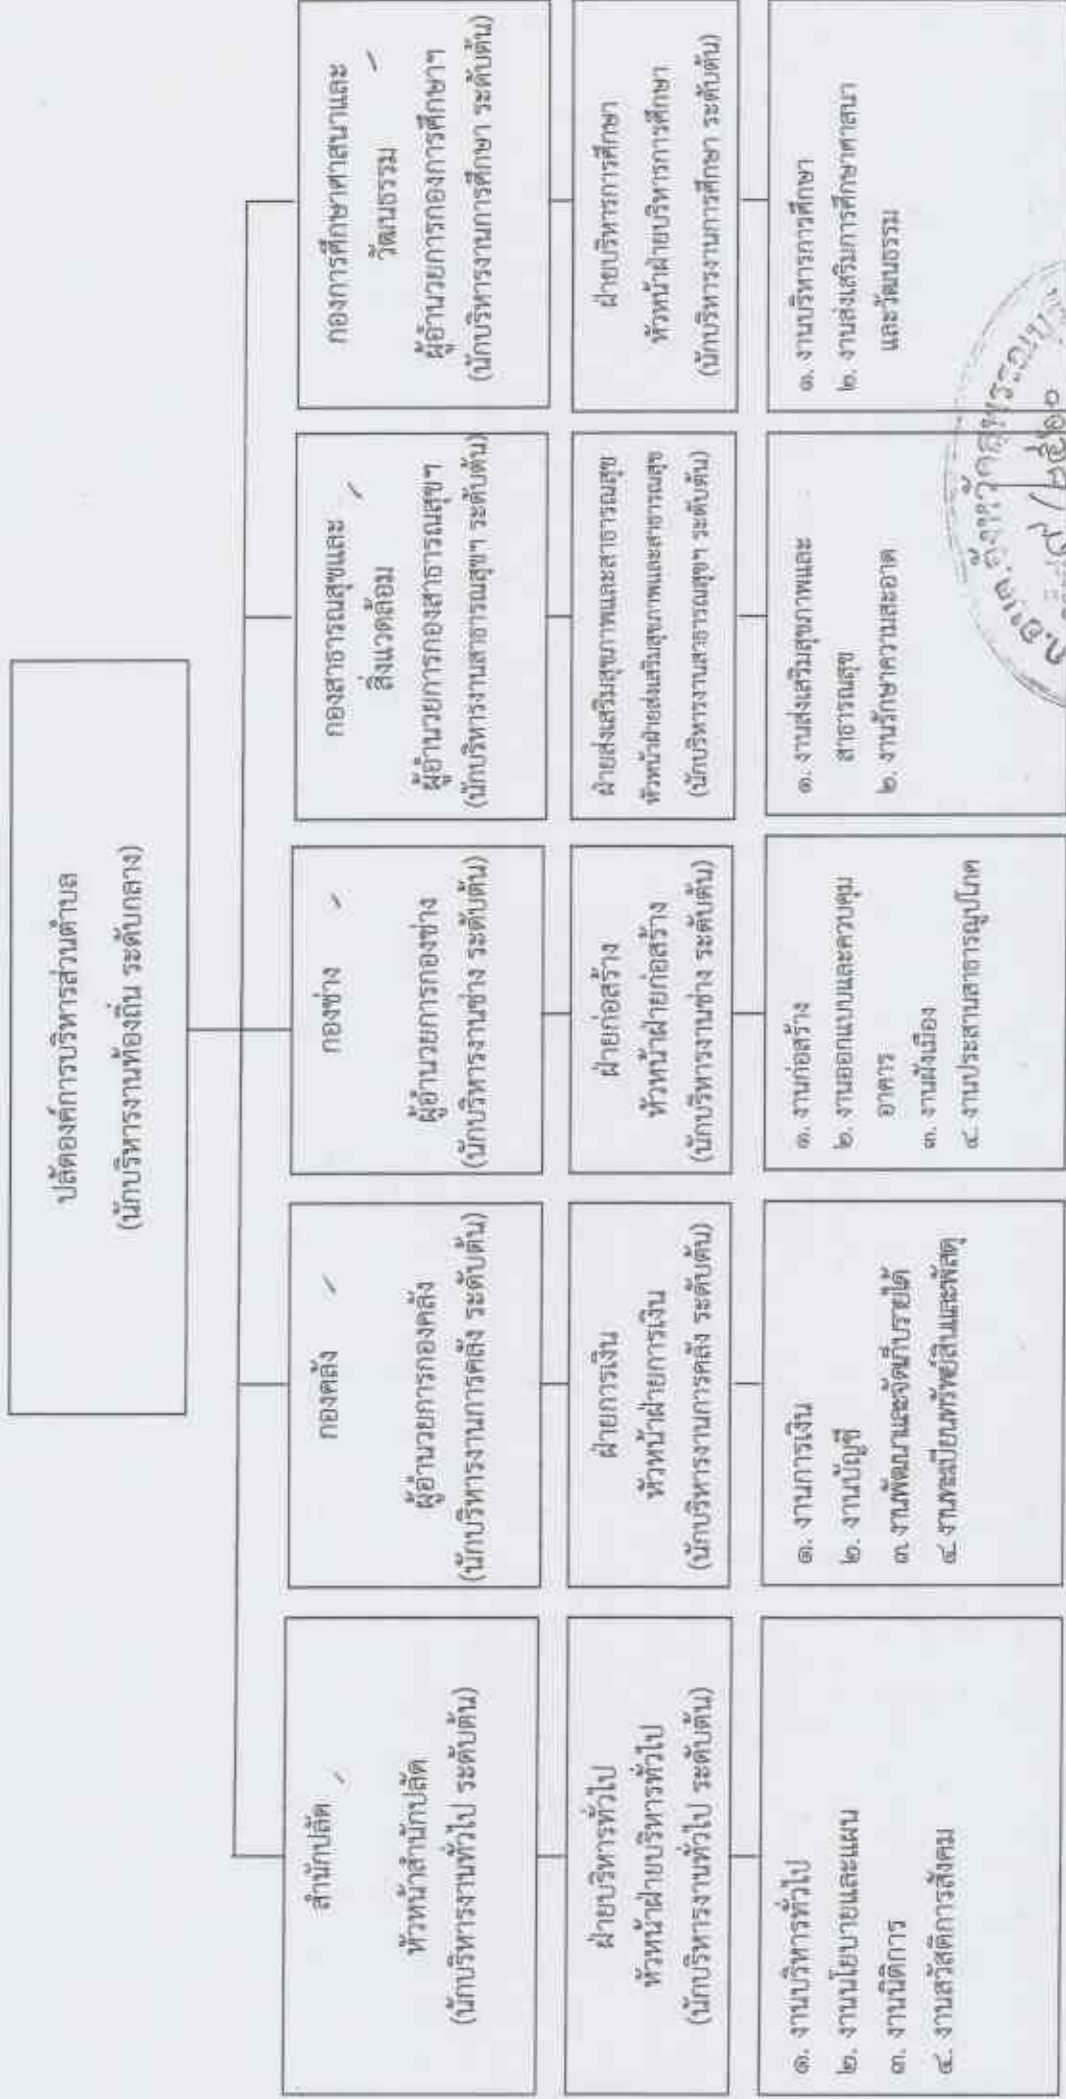 ปลัดองค์การบริหารส่วนตำบล
(นักบริหารงานท้องถิ่น ระดับกลาง)
สำนักปลัด
หัวหน้าสำนักปลัด
(นักบริหารงานทั่วไป ระดับต้น)
ฝ่ายบริหารทั่วไป
หัวหน้าฝ่ายบริหารทั่วไป
(นักบริหารงานทั่วไป ระดับต้น)
๑. งานบริหารทั่วไป
๒. งานนโยบายและแผน
๓. งานนิติการ
๔. งานสวัสดิการสังคม
กองคลัง
ผู้อำนวยการกองคลัง
(นักบริหารงานการคลัง ระดับต้น)
ฝ่ายการเงิน
หัวหน้าฝ่ายการเงิน
(นักบริหารงานการคลัง ระดับต้น)
๑. งานการเงิน
๒. งานบัญชี
๓. งานพัฒนาและจัดเก็บรายได้
๔. งานทะเบียนทรัพย์สินและพัสดุ
กองช่าง
ผู้อำนวยการกองช่าง
(นักบริหารงานช่าง ระดับต้น)
ฝ่ายก่อสร้าง
หัวหน้าฝ่ายก่อสร้าง
(นักบริหารงานช่าง ระดับต้น)
๑. งานก่อสร้าง
๒. งานออกแบบและควบคุม
อาคาร
๓. งานผังเมือง
๔. งานประสานสาธารณูปโภค
กองสาธารณสุขและ
สิ่งแวดล้อม
ผู้อำนวยการกองสาธารณสุขฯ
(นักบริหารงานสาธารณสุขฯ ระดับต้น)
ฝ่ายส่งเสริมสุขภาพและสาธารณสุข
หัวหน้าฝ่ายส่งเสริมสุขภาพและสาธารณสุข
(นักบริหารงานสาธารณสุขฯ ระดับต้น)
๑. งานส่งเสริมสุขภาพและ
สาธารณสุข
๒. งานรักษาความสะอาด
กองการศึกษาศาสนาและ
วัฒนธรรม
ผู้อำนวยการกองการศึกษาฯ
(นักบริหารงานการศึกษา ระดับต้น)
ฝ่ายบริหารการศึกษา
หัวหน้าฝ่ายบริหารการศึกษา
(นักบริหารงานการศึกษา ระดับต้น)
๑. งานบริหารการศึกษา
๒. งานส่งเสริมการศึกษาศาสนา
และวัฒนธรรม
ก.อบต.จังหวัด